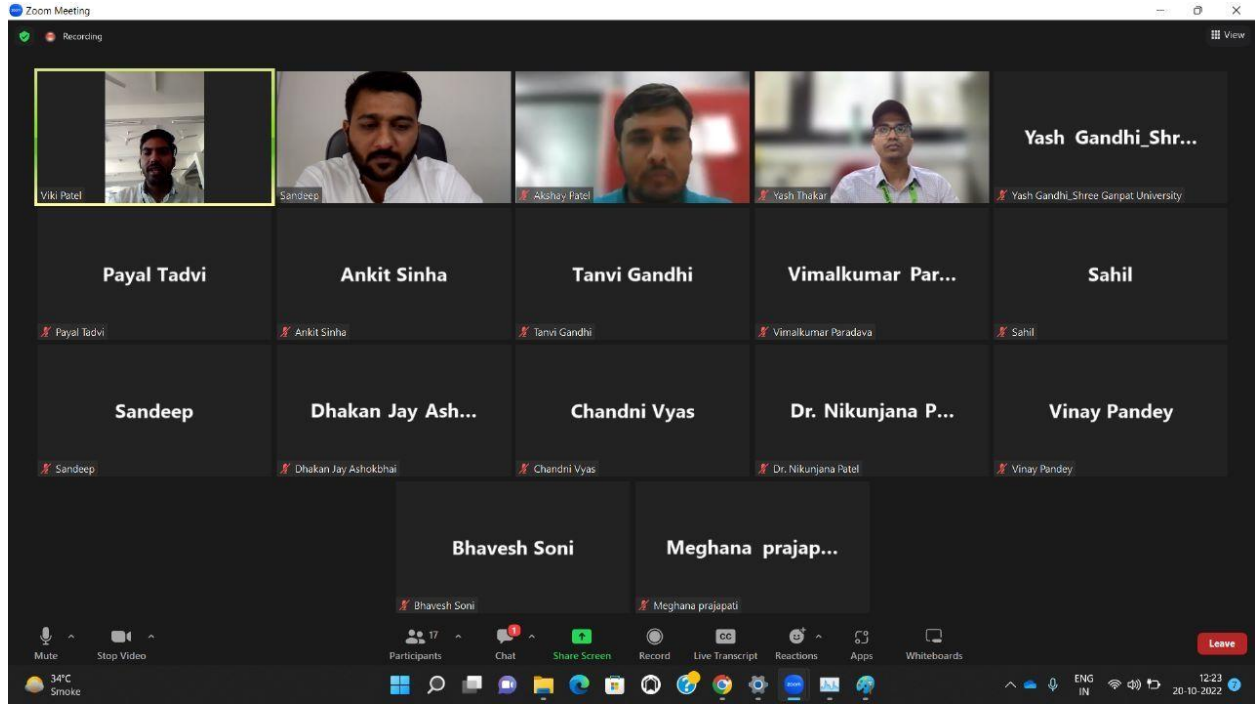 Zoom Meeting
Recording
View
Viki Patel
Sandeep
Akshay Patel
Yash Thakar
Yash Gandhi_Shr...
Yash Gandhi_Shree Ganpat University
Payal Tadvi
Payal Tadvi
Ankit Sinha
Ankit Sinha
Tanvi Gandhi
Tanvi Gandhi
Vimalkumar Par...
Vimalkumar Paradava
Sahil
Sahil
Sandeep
Sandeep
Dhakan Jay Ash...
Dhakan Jay Ashokbhai
Chandni Vyas
Chandni Vyas
Dr. Nikunjana P...
Dr. Nikunjana Patel
Vinay Pandey
Vinay Pandey
Bhavesh Soni
Bhavesh Soni
Meghana prajap...
Meghana prajapati
Mute
Stop Video
17
Participants
1
Chat
Share Screen
Record
CC
Live Transcript
Reactions
Apps
Whiteboards
Leave
34°C
Smoke
zoom
ENG
IN
12:23
20-10-2022
7